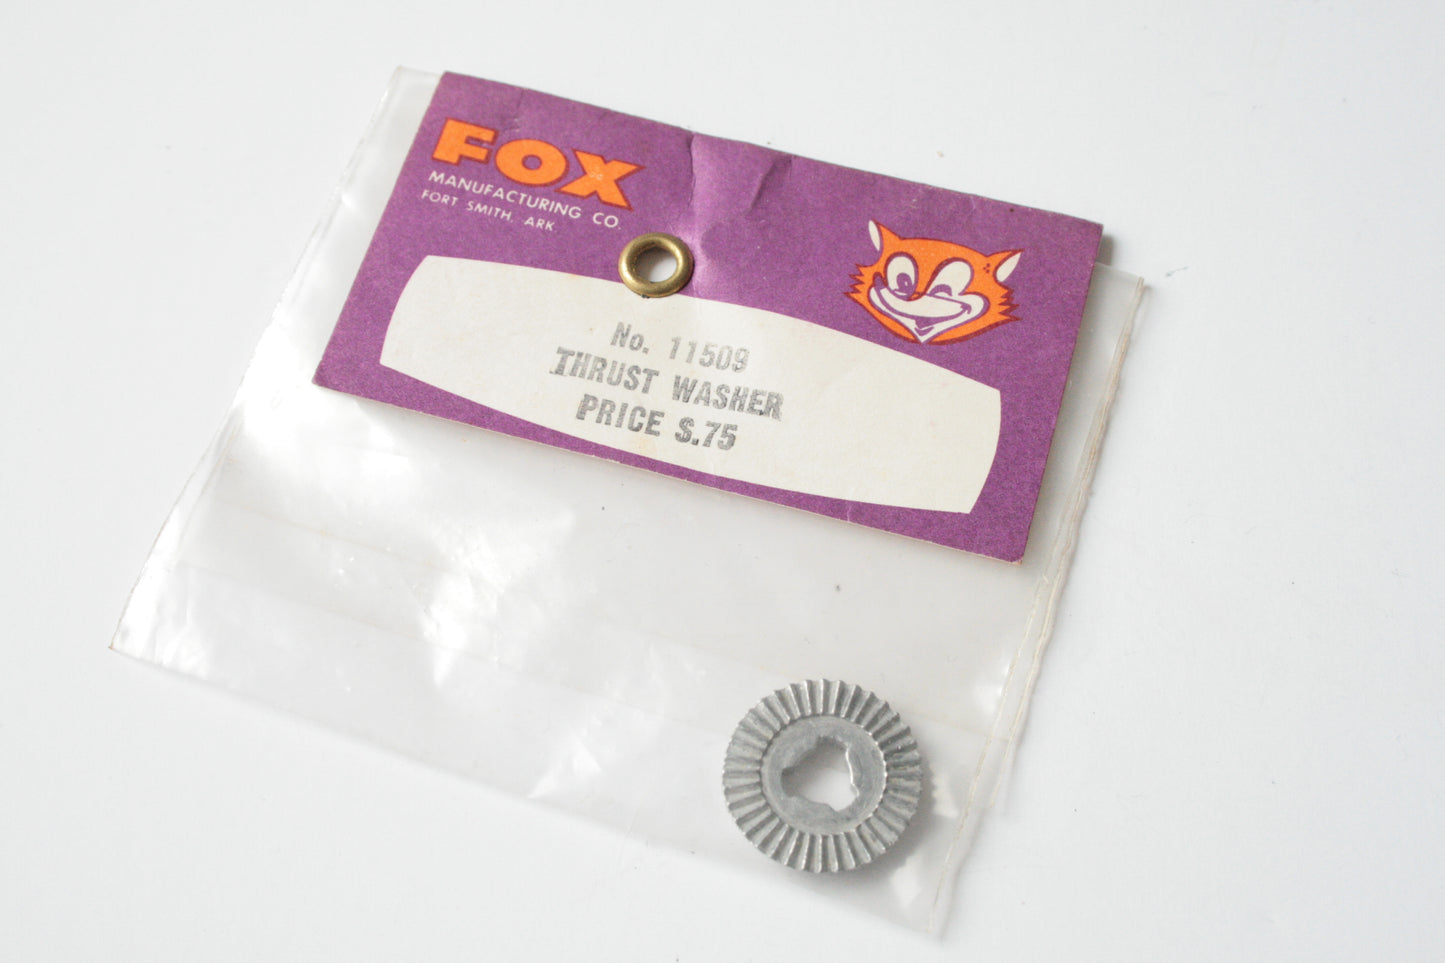 FOX
MANUFACTURING CO.
FORT SMITH, ARK
No. 11509
THRUST WASHER
PRICE $.75